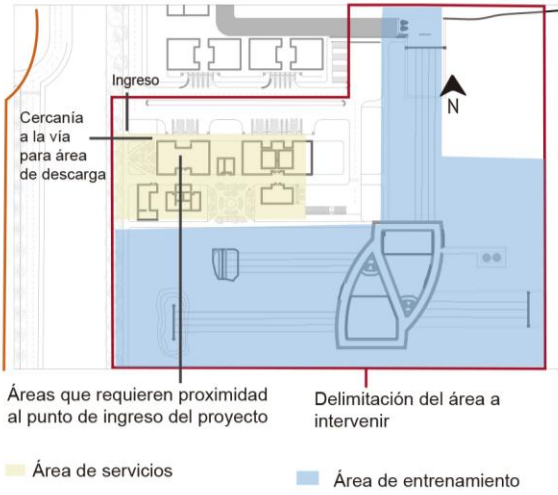 Ingreso
Cercanía
a la vía
para área
de descarga
N
Áreas que requieren proximidad
al punto de ingreso del proyecto
Delimitación del área a
intervenir
Área de servicios
Área de entrenamiento